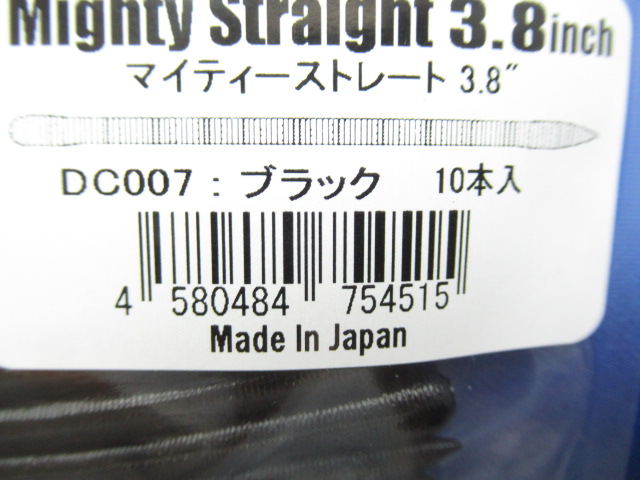 Mighty Straight 3.8inch
マイティーストレート 3.8"
DC007 : ブラック 10本入
4 580484 754515
Made In Japan